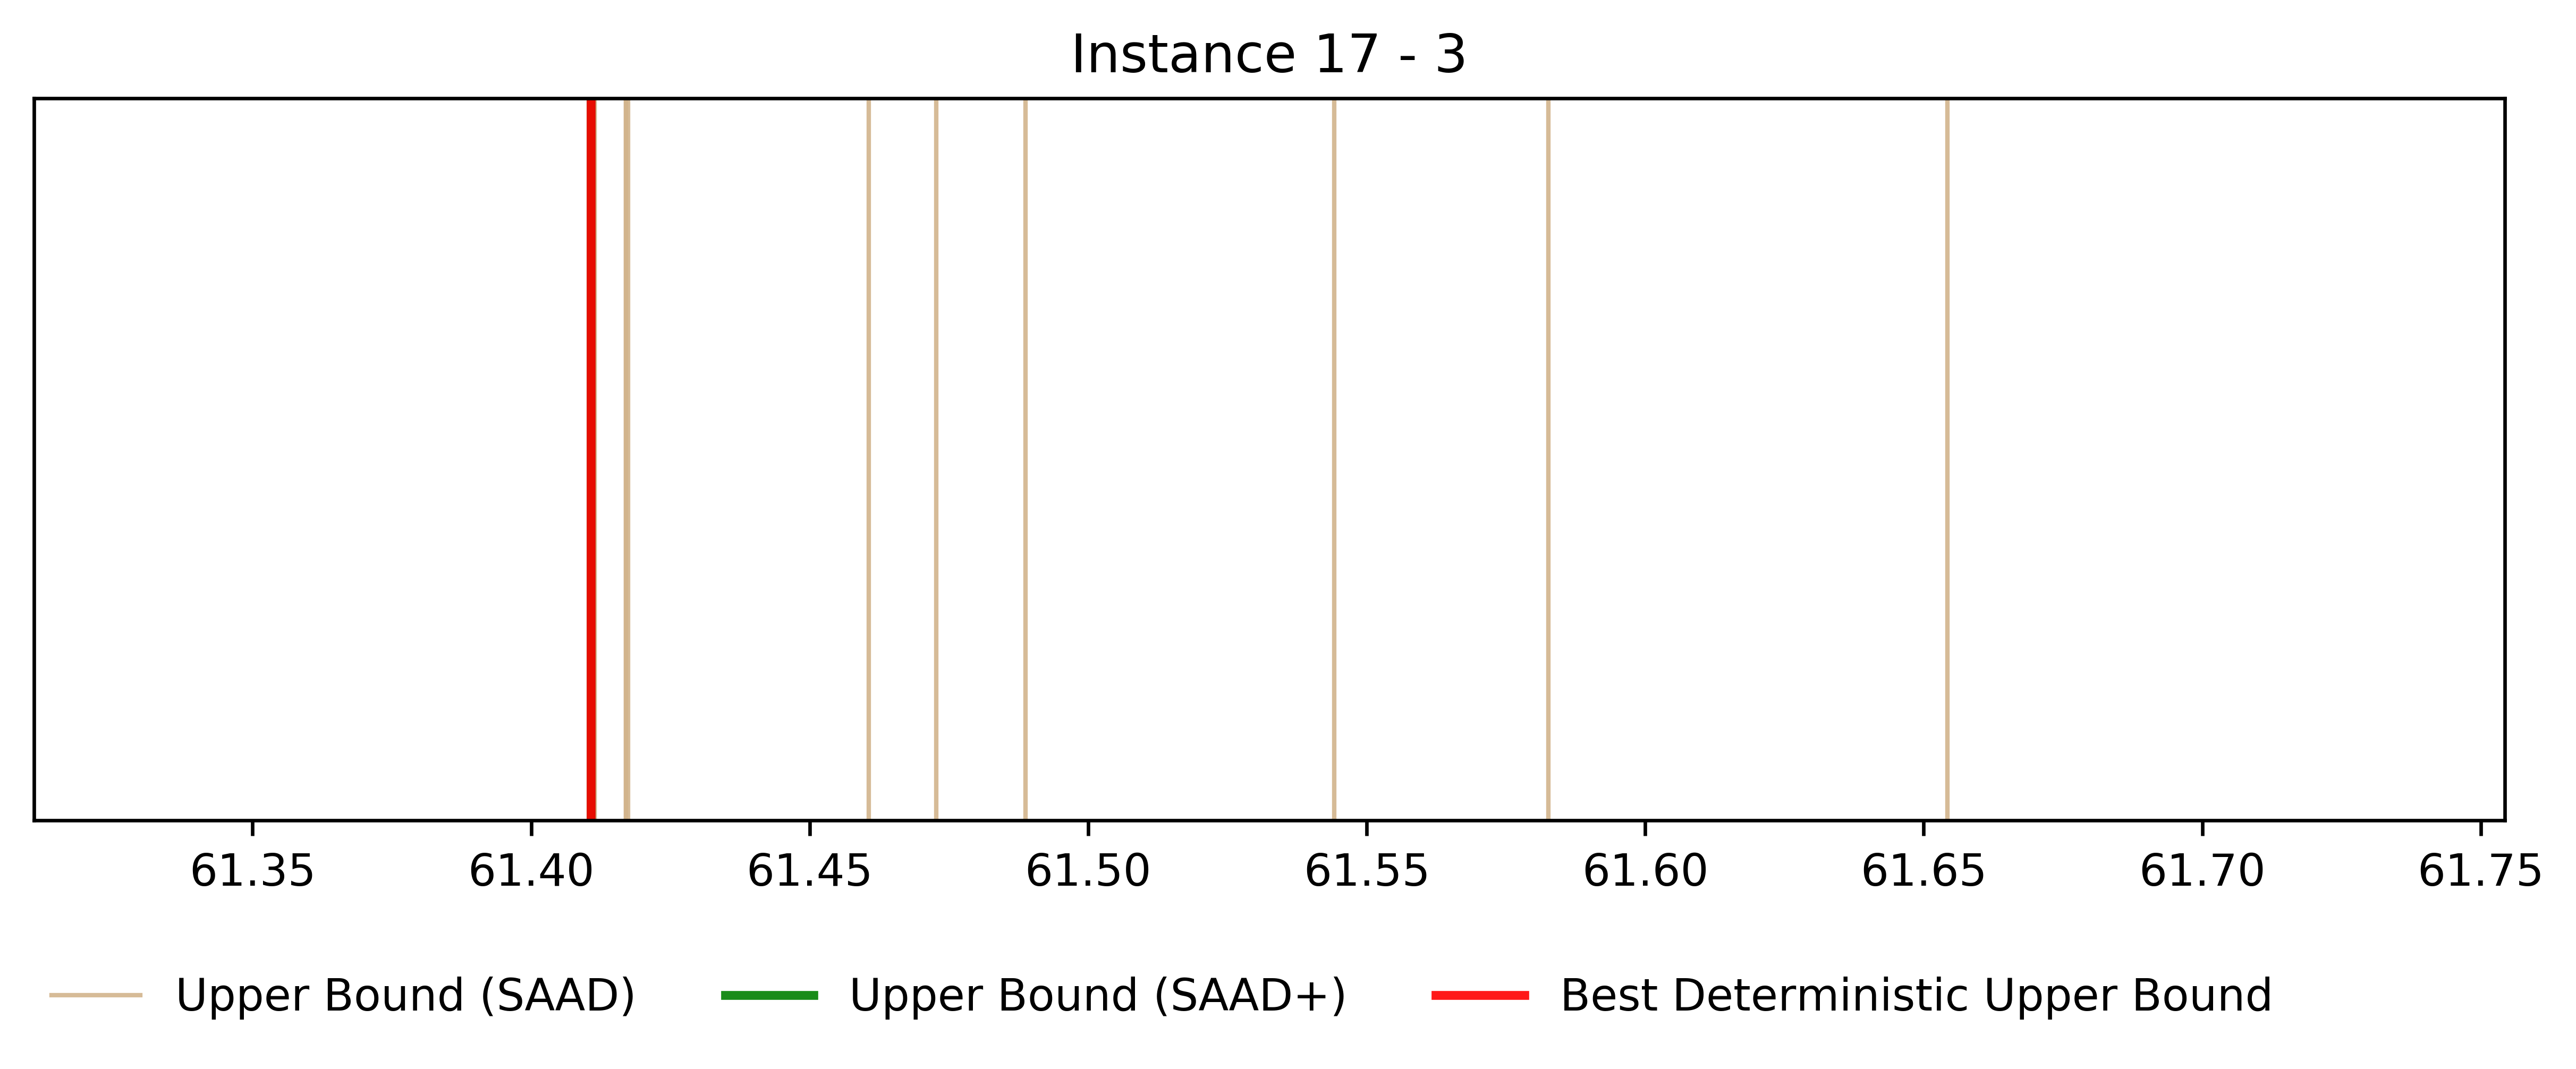 Instance 17 - 3
61.35 61.40 61.45 61.50 61.55 61.60 61.65 61.70 61.75
Upper Bound (SAAD) Upper Bound (SAAD+) Best Deterministic Upper Bound